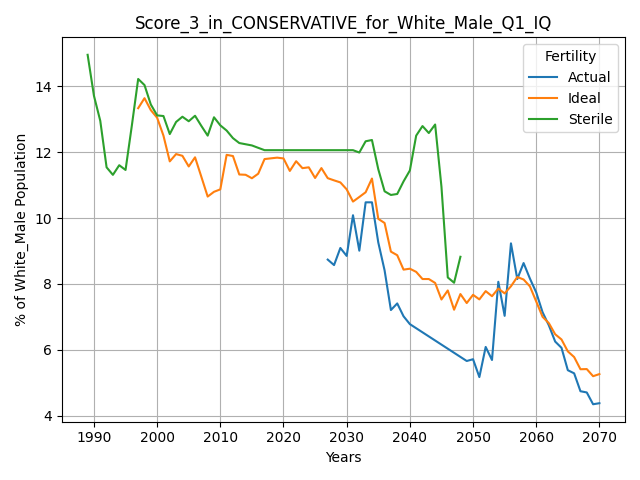 Score_3_in_CONSERVATIVE_for_White_Male_Q1_IQ
Fertility
Actual
Ideal
Sterile
% of White_Male Population
14
12
10
8
6
4
1990 2000 2010 2020 2030 2040 2050 2060 2070
Years